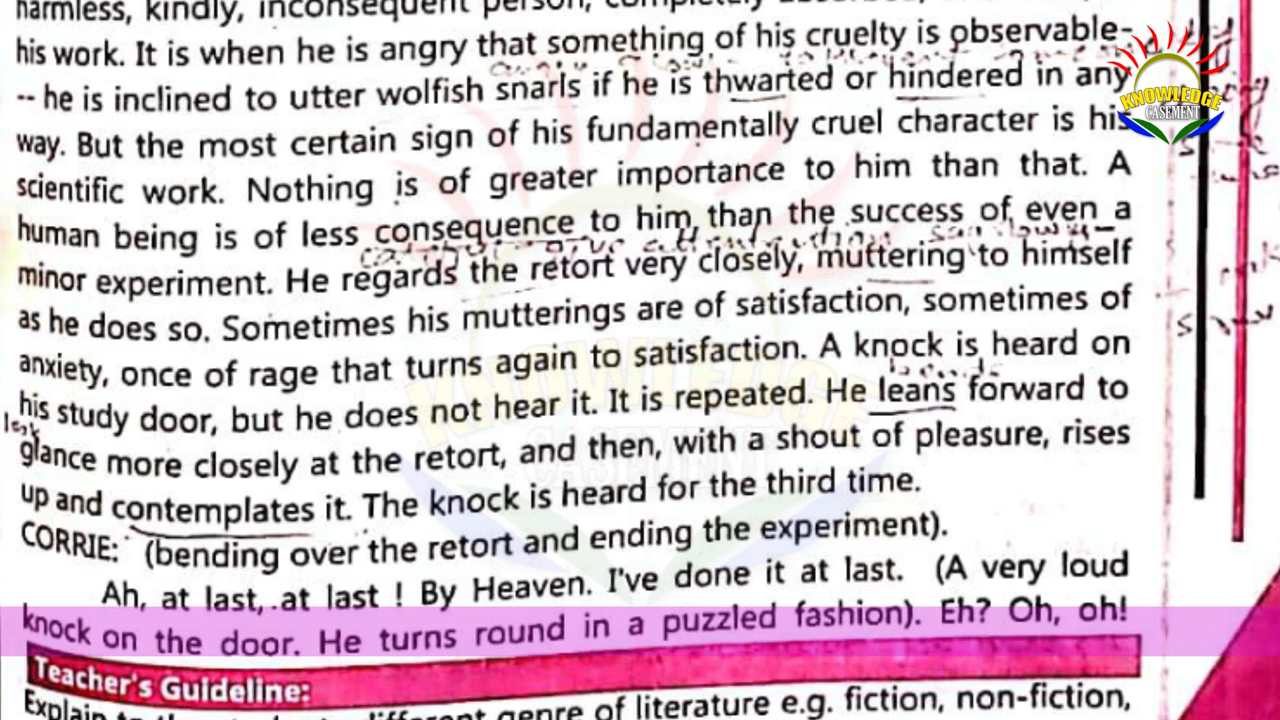 harmless, kindly, inconsequent person, completely absorbed,
his work. It is when he is angry that something of his cruelty is observable-
-- he is inclined to utter wolfish snarls if he is thwarted or hindered in any
way. But the most certain sign of his fundamentally cruel character is his
scientific work. Nothing is of greater importance to him than that. A
human being is of less consequence to him, than the success of even a
minor experiment. He regards the retort very closely, muttering to himself
as he does so. Sometimes his mutterings are of satisfaction, sometimes of
anxiety, once of rage that turns again to satisfaction. A knock is heard on
his study door, but he does not hear it. It is repeated. He leans forward to
glance more closely at the retort, and then, with a shout of pleasure, rises
up and contemplates it. The knock is heard for the third time.
CORRIE: (bending over the retort and ending the experiment).
Ah, at last, at last ! By Heaven. I've done it at last. (A very loud
knock on the door. He turns round in a puzzled fashion). Eh? Oh, oh!
Teacher's Guideline:
Explain to the different genre of literature e.g. fiction, non-fiction,
KNOWLEDGE
CASEMENT